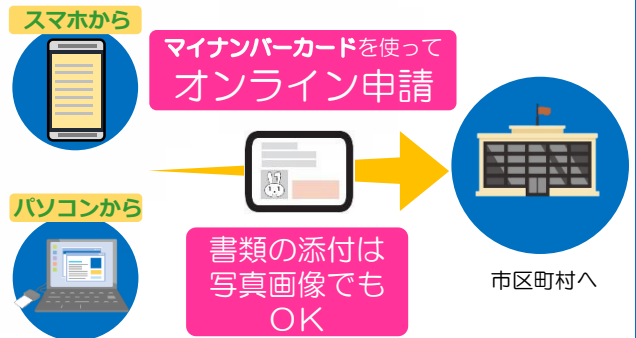 スマホから
マイナンバーカードを使って
オンライン申請
パソコンから
書類の添付は
写真画像でも
OK
市区町村へ